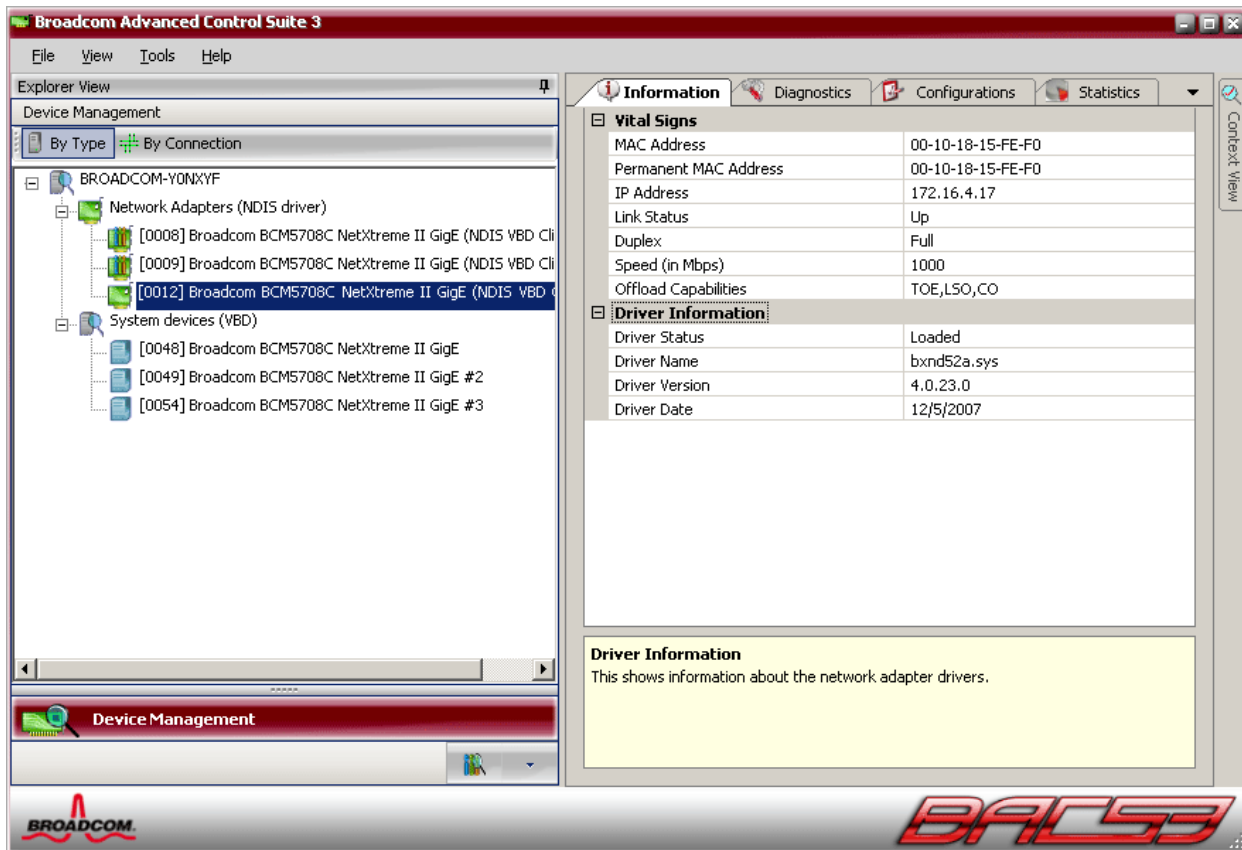 Broadcom Advanced Control Suite 3
File View Tools Help
Explorer View
Device Management
By Type By Connection
BROADCOM-Y0NXYF
Network Adapters (NDIS driver)
[0008] Broadcom BCM5708C NetXtreme II GigE (NDIS VBD Cli
[0009] Broadcom BCM5708C NetXtreme II GigE (NDIS VBD Cli
[0012] Broadcom BCM5708C NetXtreme II GigE (NDIS VBD C
System devices (VBD)
[0048] Broadcom BCM5708C NetXtreme II GigE
[0049] Broadcom BCM5708C NetXtreme II GigE #2
[0054] Broadcom BCM5708C NetXtreme II GigE #3
Device Management
Information Diagnostics Configurations Statistics
Vital Signs
MAC Address 00-10-18-15-FE-F0
Permanent MAC Address 00-10-18-15-FE-F0
IP Address 172.16.4.17
Link Status Up
Duplex Full
Speed (in Mbps) 1000
Offload Capabilities TOE,LSO,CO
Driver Information
Driver Status Loaded
Driver Name bxnd52a.sys
Driver Version 4.0.23.0
Driver Date 12/5/2007
Driver Information
This shows information about the network adapter drivers.
Context View
BROADCOM.
BACS3